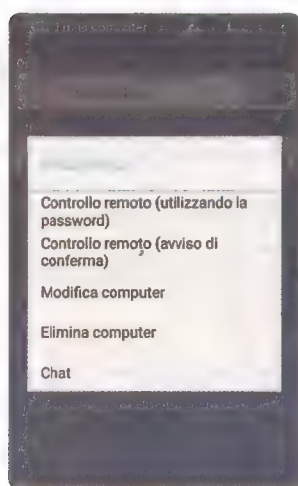 Controllo remoto (utilizzando la
password)
Controllo remoto (avviso di
conferma)
Modifica computer
Elimina computer
Chat